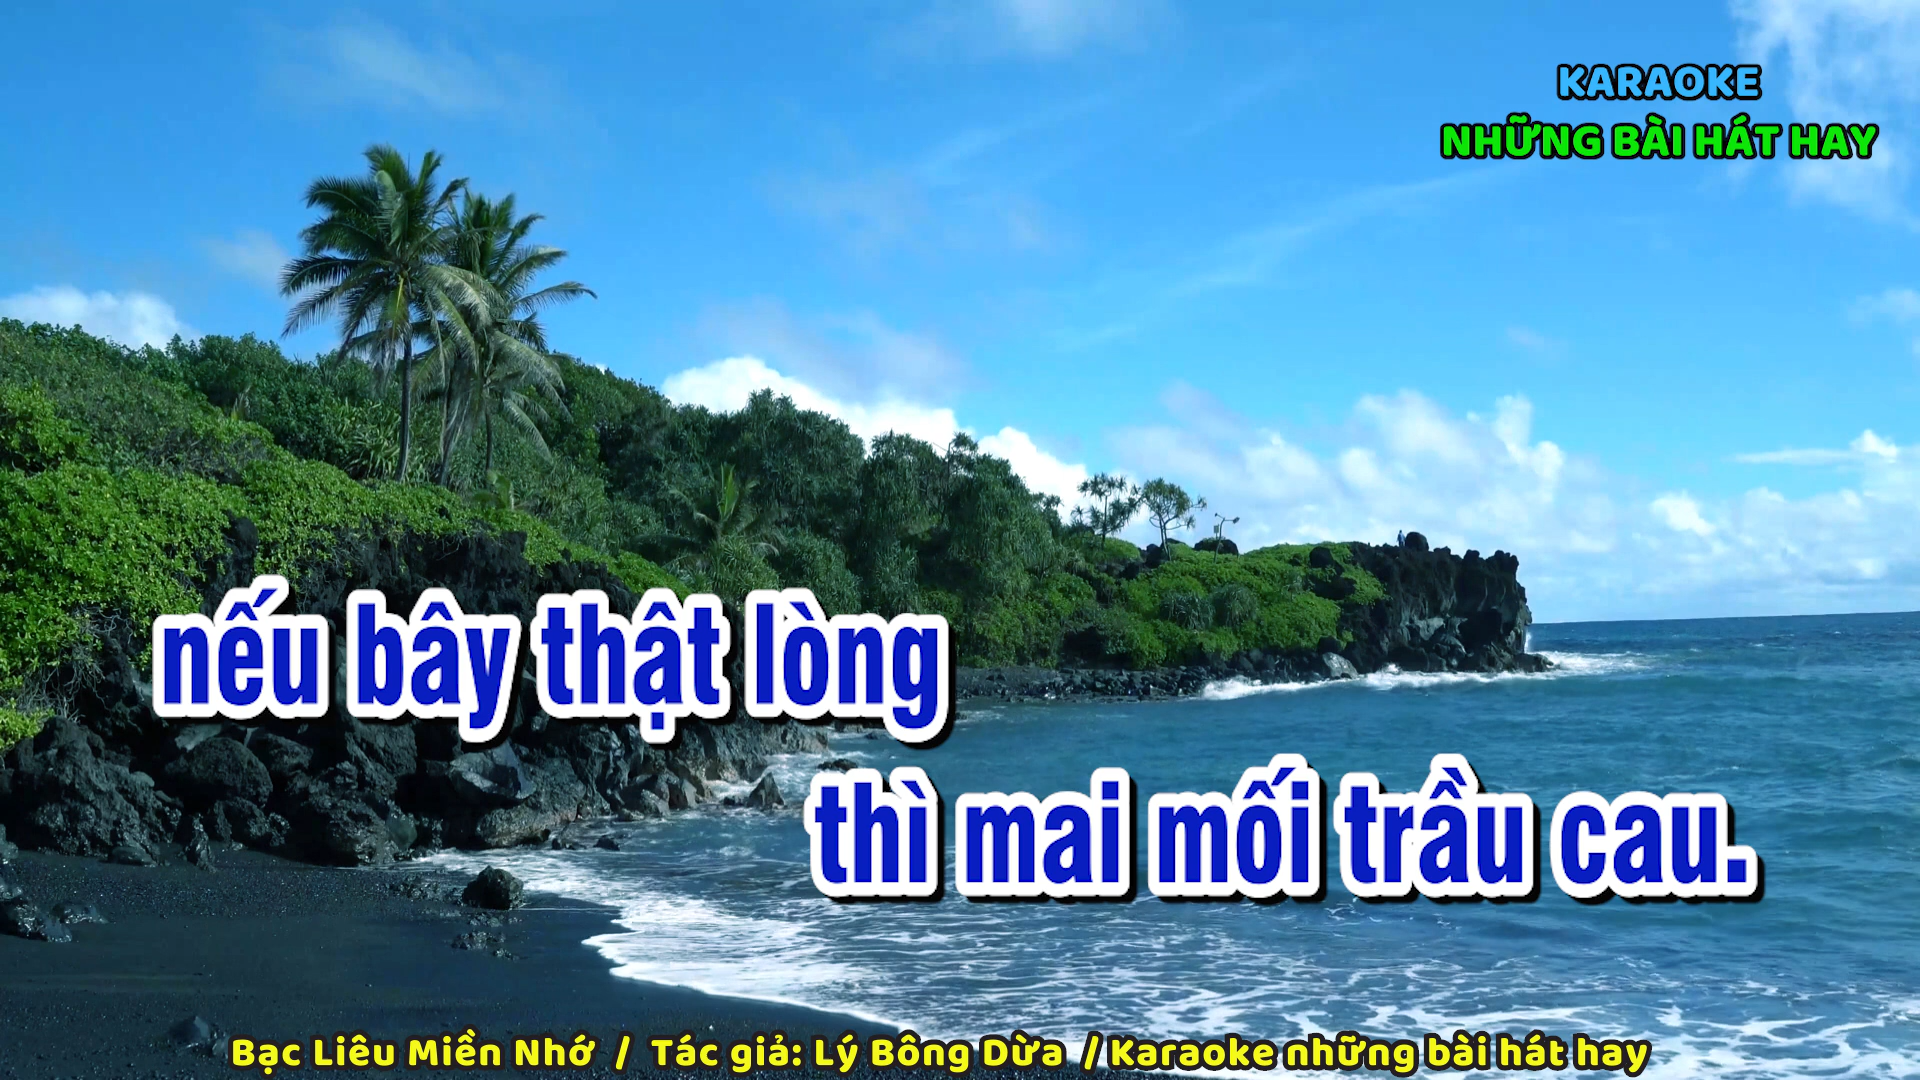 KARAOKE
NHỮNG BÀI HÁT HAY
nếu bây thật lòng
thì mai mối trầu cau.
Bạc Liêu Miền Nhớ / Tác giả: Lý Bông Dừa / Karaoke những bài hát hay